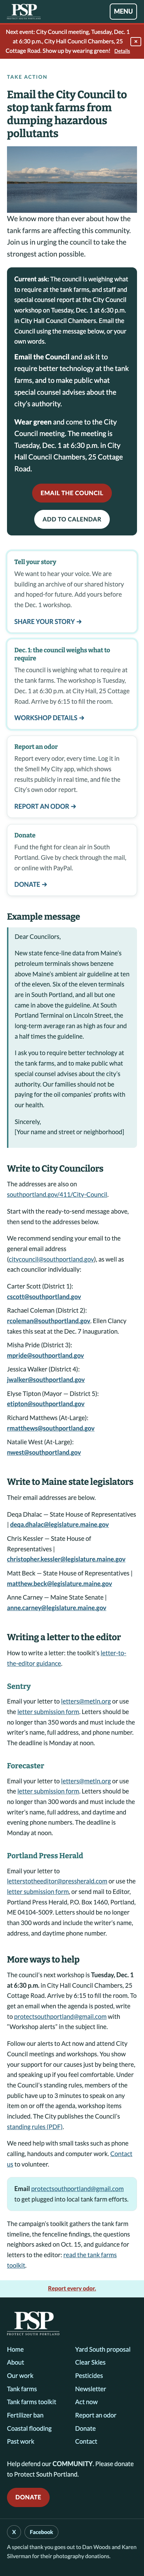 PSP
PROTECT SOUTH PORTLAND
MENU
Next event: City Council meeting, Tuesday, Dec. 1
at 6:30 p.m., City Hall Council Chambers, 25
Cottage Road. Show up by wearing green! Details
×
TAKE ACTION
Email the City Council to
stop tank farms from
dumping hazardous
pollutants
We know more than ever about how the
tank farms are affecting this community.
Join us in urging the council to take the
strongest action possible.
Current ask: The council is weighing what
to require at the tank farms, and staff and
special counsel report at the City Council
workshop on Tuesday, Dec. 1 at 6:30 p.m.
in City Hall Council Chambers. Email the
Council using the message below, or your
own words.
Email the Council and ask it to
require better technology at the tank
farms, and to make public what
special counsel advises about the
city's authority.
Wear green and come to the City
Council meeting. The meeting is
Tuesday, Dec. 1 at 6:30 p.m. in City
Hall Council Chambers, 25 Cottage
Road.
EMAIL THE COUNCIL
ADD TO CALENDAR
Tell your story
We want to hear your voice. We are
building an archive of our shared history
and hoped-for future. Add yours before
the Dec. 1 workshop.
SHARE YOUR STORY →
Dec. 1: the council weighs what to
require
The council is weighing what to require at
the tank farms. The workshop is Tuesday,
Dec. 1 at 6:30 p.m. at City Hall, 25 Cottage
Road. Arrive by 6:15 to fill the room.
WORKSHOP DETAILS →
Report an odor
Report every odor, every time. Log it in
the Smell My City app, which shows
results publicly in real time, and file the
City's own odor report.
REPORT AN ODOR →
Donate
Fund the fight for clean air in South
Portland. Give by check through the mail,
or online with PayPal.
DONATE →
Example message
Dear Councilors,
New state fence-line data from Maine's
petroleum terminals shows benzene
above Maine's ambient air guideline at ten
of the eleven. Six of the eleven terminals
are in South Portland, and all but one
came in above the guideline. At South
Portland Terminal on Lincoln Street, the
long-term average ran as high as four and
a half times the guideline.
I ask you to require better technology at
the tank farms, and to make public what
special counsel advises about the city's
authority. Our families should not be
paying for the oil companies' profits with
our health.
Sincerely,
[Your name and street or neighborhood]
Write to City Councilors
The addresses are also on
southportland.gov/411/City-Council.
Start with the ready-to-send message above,
then send to the addresses below.
We recommend sending your email to the
general email address
(citycouncil@southportland.gov), as well as
each councilor individually:
Carter Scott (District 1):
cscott@southportland.gov
Rachael Coleman (District 2):
rcoleman@southportland.gov. Ellen Clancy
takes this seat at the Dec. 7 inauguration.
Misha Pride (District 3):
mpride@southportland.gov
Jessica Walker (District 4):
jwalker@southportland.gov
Elyse Tipton (Mayor — District 5):
etipton@southportland.gov
Richard Matthews (At-Large):
rmatthews@southportland.gov
Natalie West (At-Large):
nwest@southportland.gov
Write to Maine state legislators
Their email addresses are below.
Deqa Dhalac — State House of Representatives
| deqa.dhalac@legislature.maine.gov
Chris Kessler — State House of
Representatives |
christopher.kessler@legislature.maine.gov
Matt Beck — State House of Representatives |
matthew.beck@legislature.maine.gov
Anne Carney — Maine State Senate |
anne.carney@legislature.maine.gov
Writing a letter to the editor
How to write a letter: the toolkit's letter-to-
the-editor guidance.
Sentry
Email your letter to letters@metln.org or use
the letter submission form. Letters should be
no longer than 350 words and must include the
writer's name, full address, and phone number.
The deadline is Monday at noon.
Forecaster
Email your letter to letters@metln.org or use
the letter submission form. Letters should be
no longer than 300 words and must include the
writer's name, full address, and daytime and
evening phone numbers. The deadline is
Monday at noon.
Portland Press Herald
Email your letter to
letterstotheeditor@pressherald.com or use the
letter submission form, or send mail to Editor,
Portland Press Herald, P.O. Box 1460, Portland,
ME 04104-5009. Letters should be no longer
than 300 words and include the writer's name,
address, and daytime phone number.
More ways to help
The council's next workshop is Tuesday, Dec. 1
at 6:30 p.m. in City Hall Council Chambers, 25
Cottage Road. Arrive by 6:15 to fill the room. To
get an email when the agenda is posted, write
to protectsouthportland@gmail.com with
"Workshop alerts" in the subject line.
Follow our calls to Act now and attend City
Council meetings and workshops. You show
your support for our cause just by being there,
and speaking up if you feel comfortable. Under
the Council's standing rules, members of the
public have up to 3 minutes to speak on any
item not on that day's agenda, workshops
included. The City publishes the Council's
standing rules (PDF).
We need help with small tasks such as phone
calling, handouts and computer work. Contact
us to volunteer.
Email protectsouthportland@gmail.com
to get plugged into local tank farm efforts.
The campaign's toolkit gathers the tank farms
timeline, the fenceline findings, the questions
neighbors asked on Oct. 15, and guidance for
letters to the editor: read the tank farms
toolkit.
Report every odor.
PSP
PROTECT SOUTH PORTLAND
Home
About
Our work
Tank farms
Tank farms toolkit
Fertilizer ban
Coastal flooding
Past work
Yard South proposal
Clear Skies
Pesticides
Newsletter
Act now
Report an odor
Donate
Contact
Help defend our COMMUNITY. Please donate
to Protect South Portland.
DONATE
X
Facebook
A special thank you goes out to Dan Woods and Karen
Silverman for their photography donations.